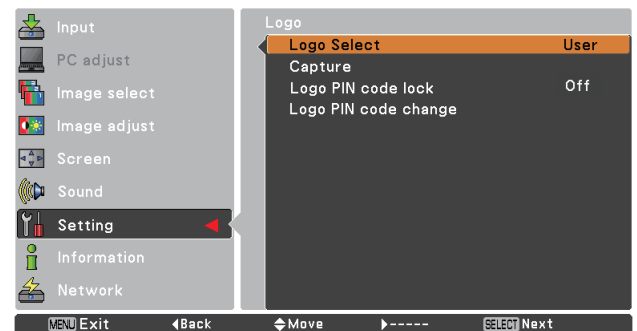 Input
PC adjust
Image select
Image adjust
Screen
Sound
Setting
Information
Network
Logo
Logo Select User
Capture
Logo PIN code lock Off
Logo PIN code change
MENU Exit ◀Back ◆Move ▶----- SELECT Next